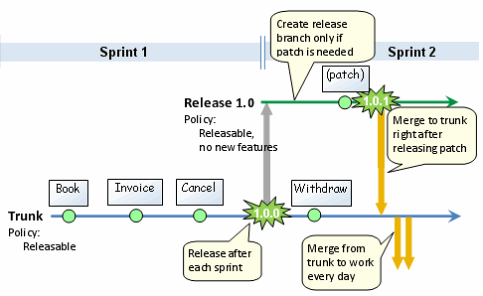 Create release
branch only if
patch is needed
Sprint 1
Sprint 2
(patch)
Release 1.0
1.0.1
Policy:
Releasable,
no new features
Merge to trunk
right after
releasing patch
Book
Invoice
Cancel
Withdraw
Trunk
1.0.0
Policy:
Releasable
Release after
each sprint
Merge from
trunk to work
every day